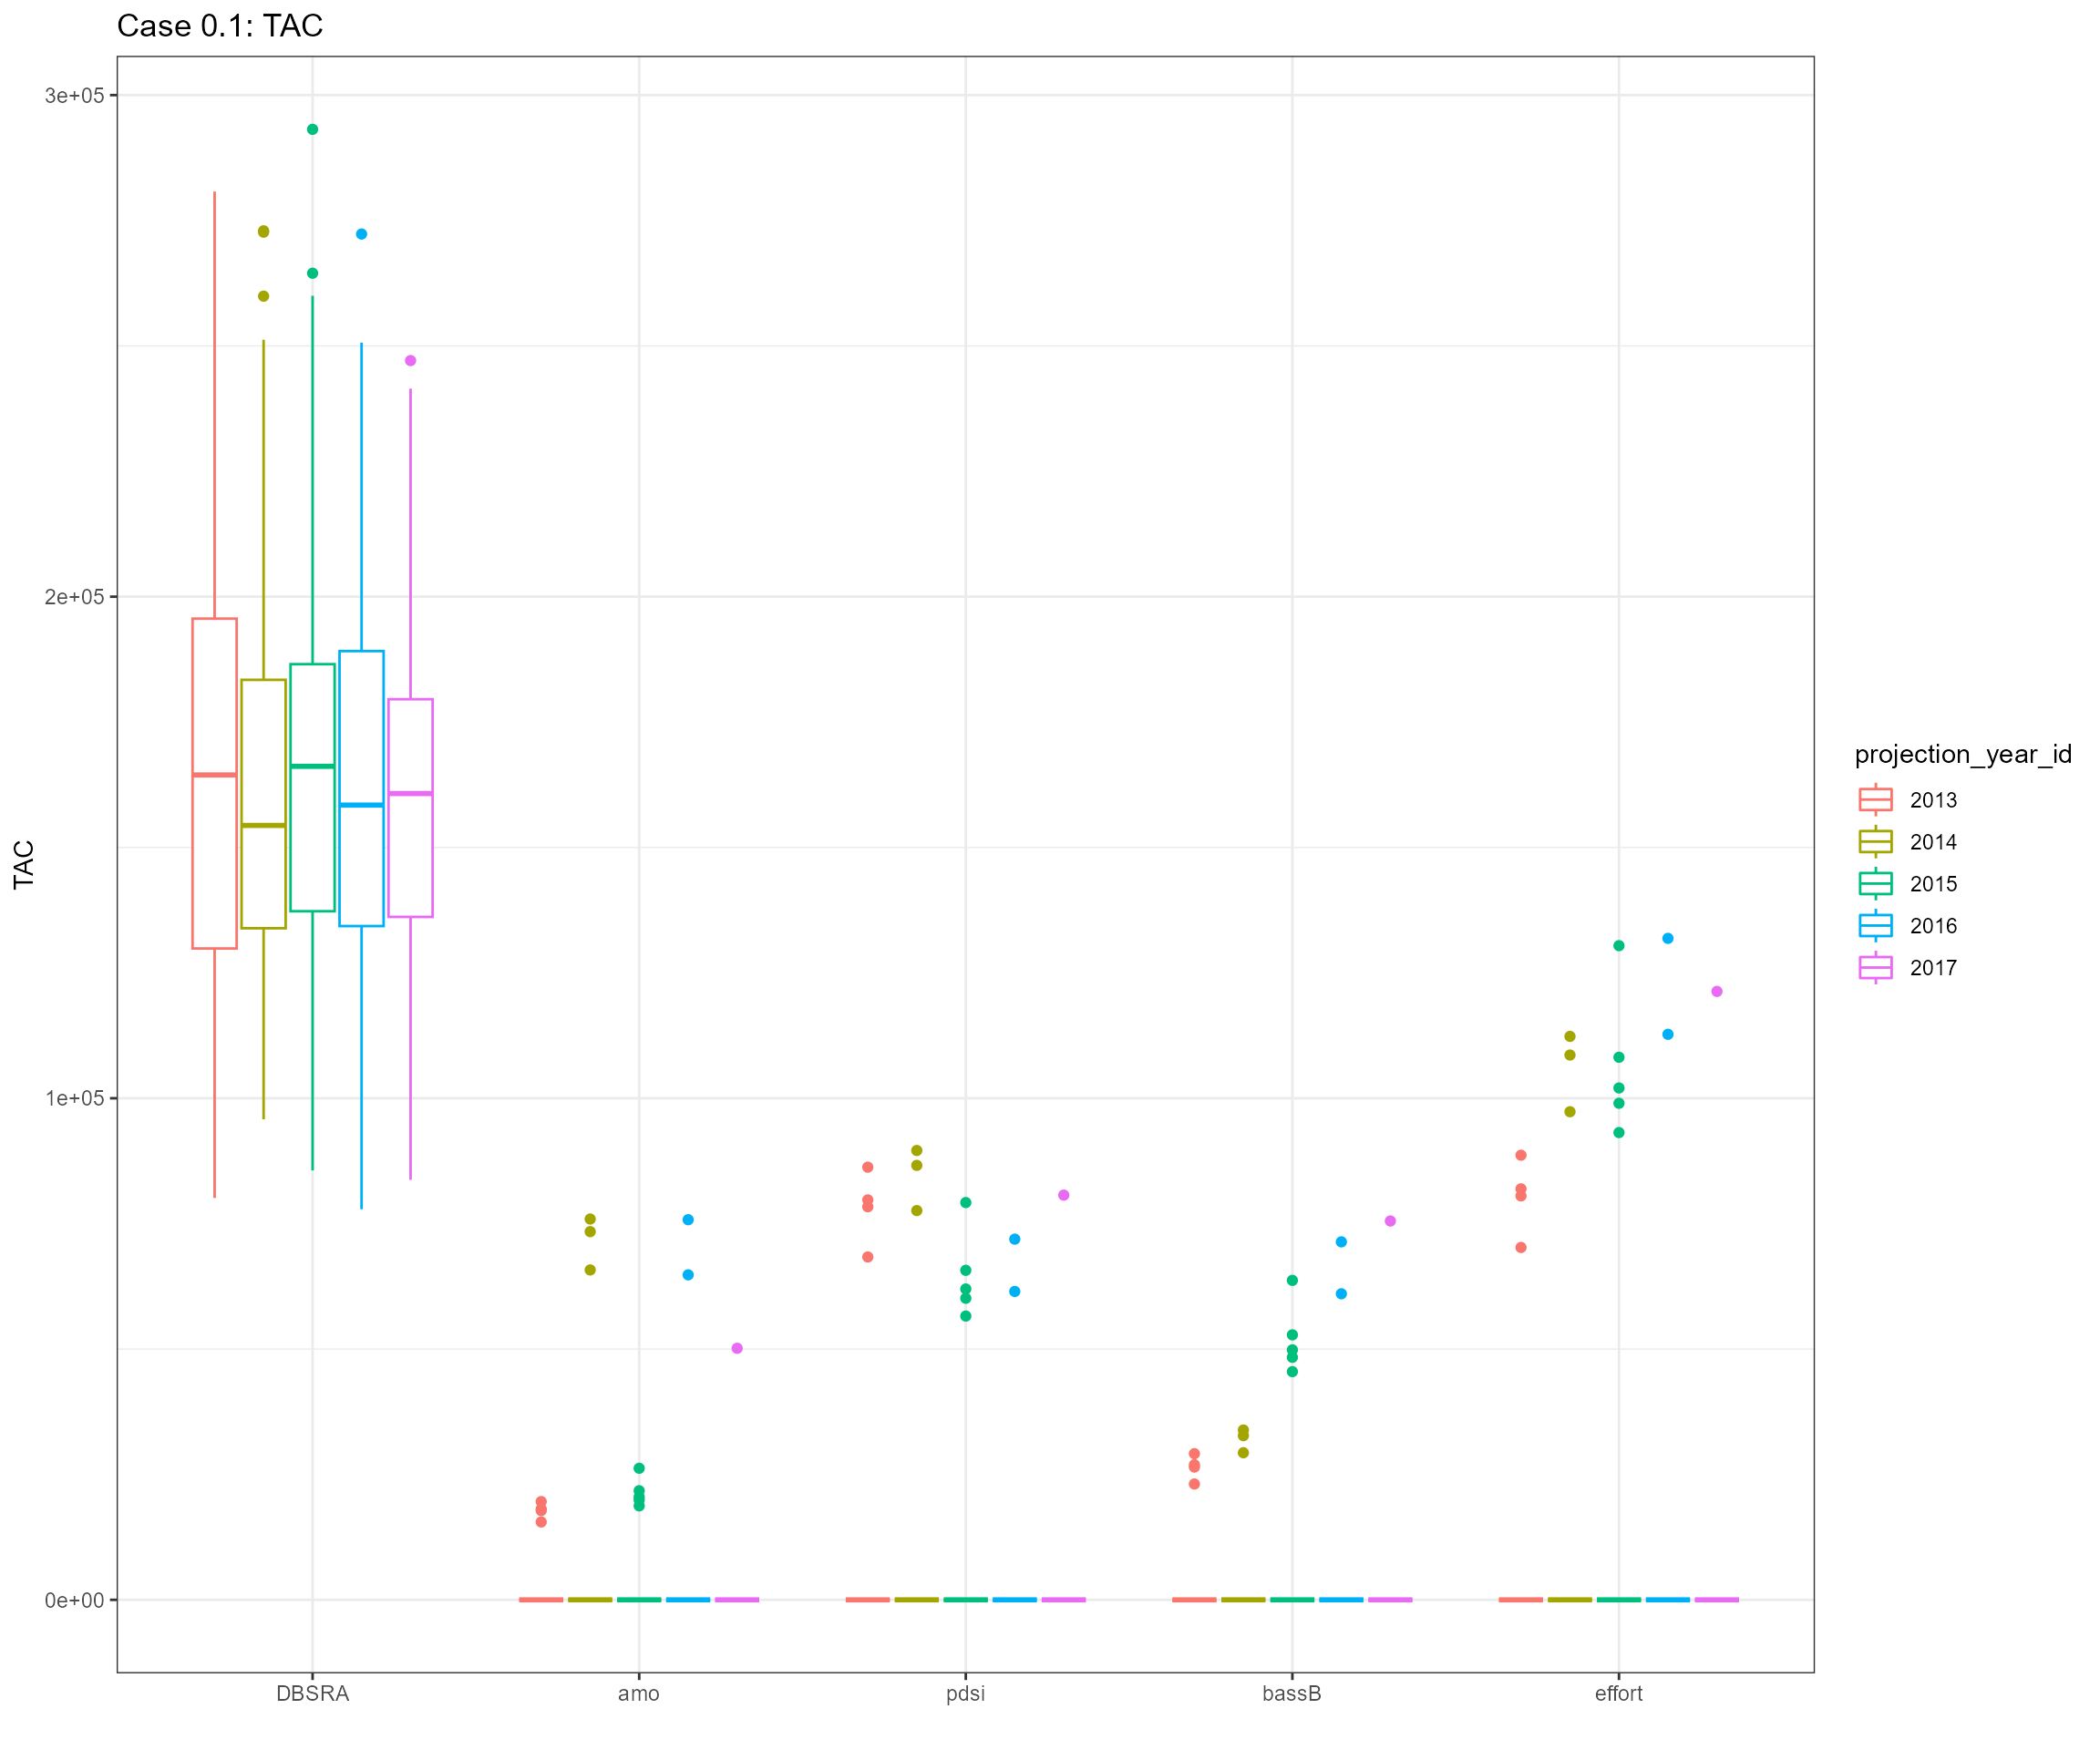 Case 0.1: TAC
3e+05
2e+05
1e+05
0e+00
TAC
DBSRA amo pdsi bassB effort
projection_year_id
2013
2014
2015
2016
2017